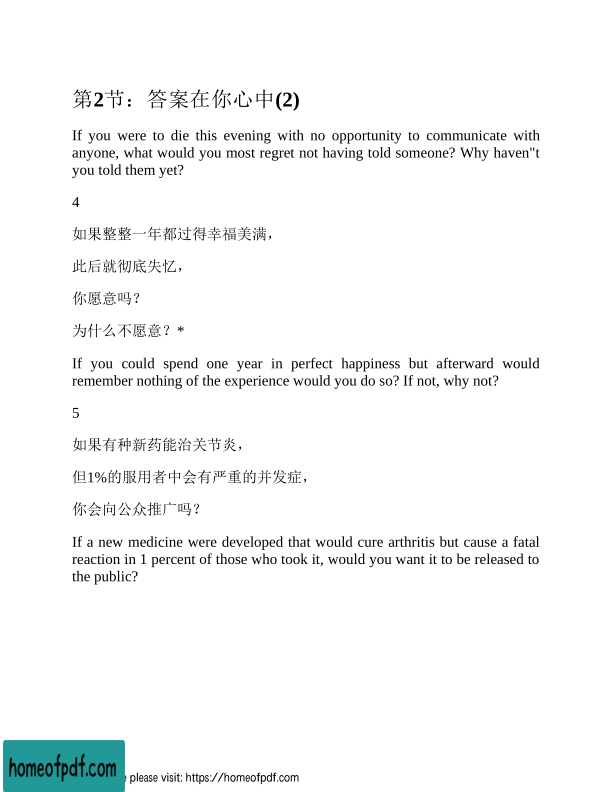 第2节：答案在你心中(2)
If you were to die this evening with no opportunity to communicate with
anyone, what would you most regret not having told someone? Why haven"t
you told them yet?
4
如果整整一年都过得幸福美满，
此后就彻底失忆，
你愿意吗？
为什么不愿意？*
If you could spend one year in perfect happiness but afterward would
remember nothing of the experience would you do so? If not, why not?
5
如果有种新药能治关节炎，
但1%的服用者中会有严重的并发症，
你会向公众推广吗？
If a new medicine were developed that would cure arthritis but cause a fatal
reaction in 1 percent of those who took it, would you want it to be released to
the public?
homeofpdf.com
please visit: https://homeofpdf.com